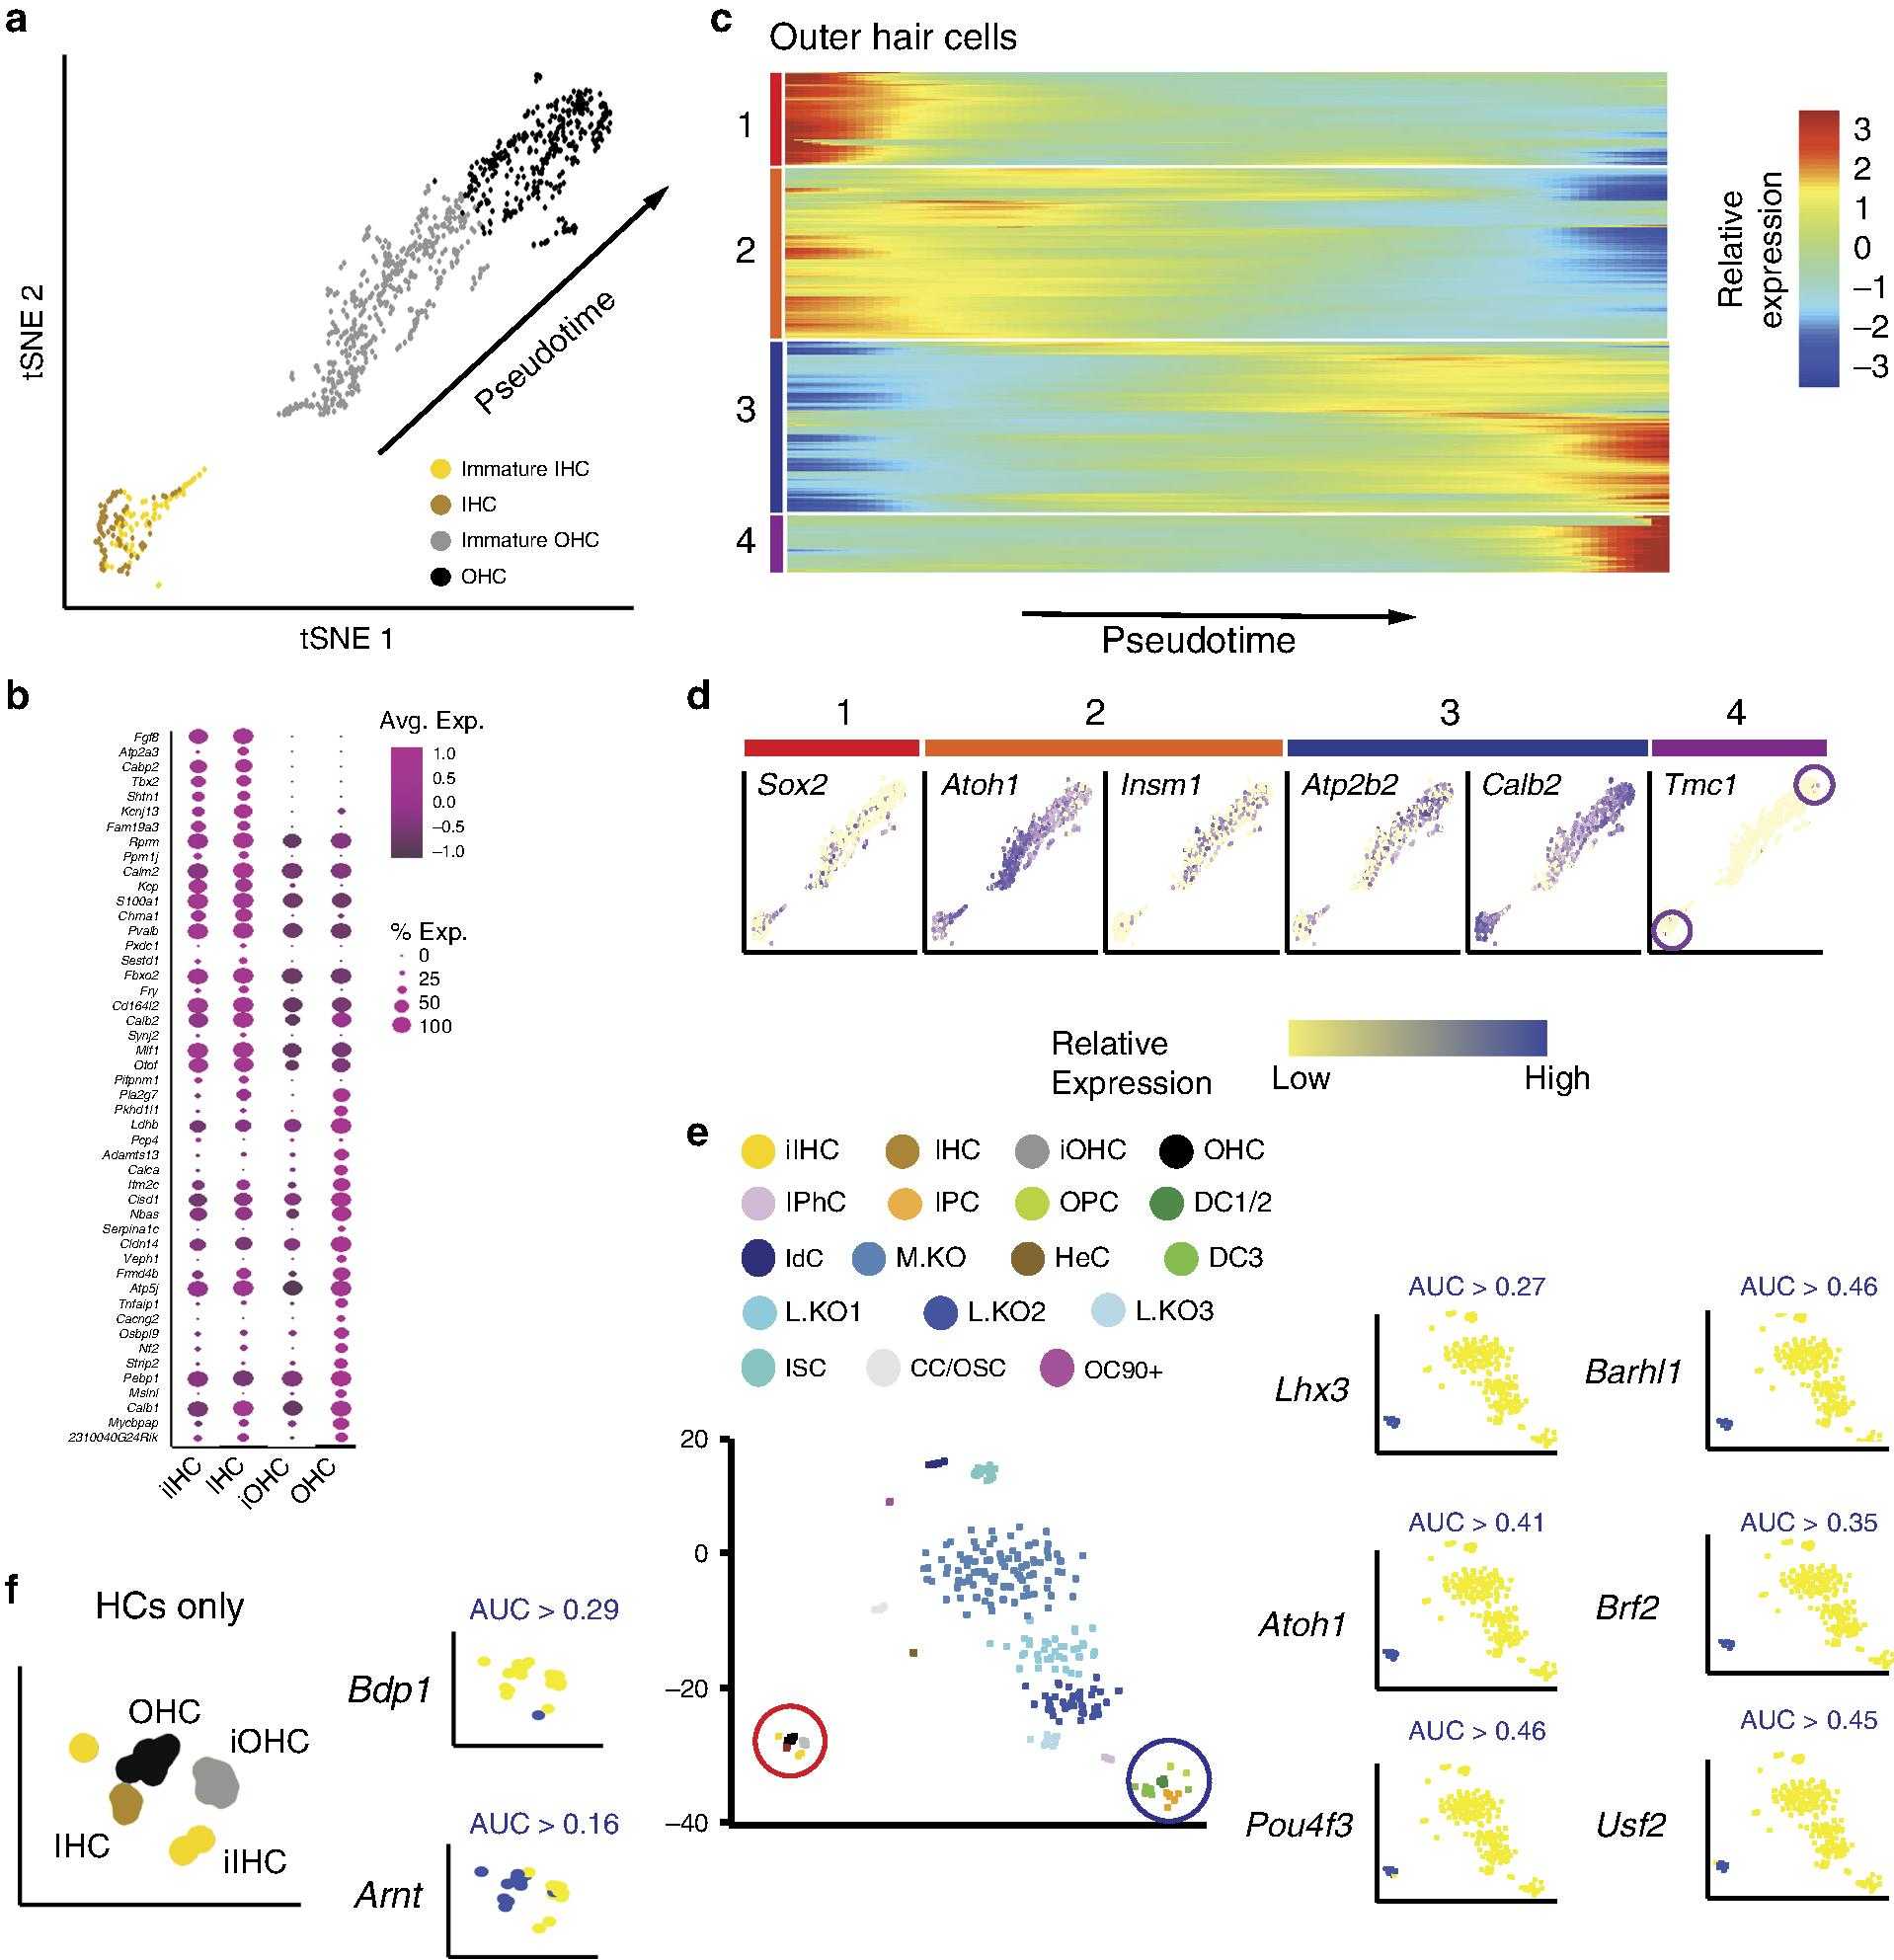 a
tSNE 2
tSNE 1
Pseudotime
Immature IHC
IHC
Immature OHC
OHC
c
Outer hair cells
1
2
3
4
Pseudotime
Relative
expression
3
2
1
0
−1
−2
−3
b
Fgf8
Atp2a3
Cabp2
Tbx2
Shtn1
Kcnj13
Fam19a3
Rprm
Ppm1j
Calm2
Kcp
S100a1
Chrna1
Pvalb
Pxdc1
Sestd1
Fbxo2
Fry
Cd164l2
Calb2
Synj2
Mlf1
Otof
Pitpnm1
Pla2g7
Pkhd1l1
Ldhb
Pcp4
Adamts13
Calca
Itm2c
Cisd1
Nbas
Serpina1c
Cldn14
Veph1
Frmd4b
Atp5j
Tnfaip1
Cacng2
Osbpl9
Nf2
Strip2
Pebp1
Mslnl
Calb1
Mycbpap
2310040G24Rik
iIHC
IHC
iOHC
OHC
Avg. Exp.
1.0
0.5
0.0
−0.5
−1.0
% Exp.
0
25
50
100
d
1
2
3
4
Sox2
Atoh1
Insm1
Atp2b2
Calb2
Tmc1
Relative
Expression
Low
High
e
iIHC
IHC
iOHC
OHC
IPhC
IPC
OPC
DC1/2
IdC
M.KO
HeC
DC3
L.KO1
L.KO2
L.KO3
ISC
CC/OSC
OC90+
20
0
−20
−40
AUC > 0.27
Lhx3
AUC > 0.46
Barhl1
AUC > 0.41
Atoh1
AUC > 0.35
Brf2
AUC > 0.46
Pou4f3
AUC > 0.45
Usf2
f
HCs only
OHC
iOHC
IHC
iIHC
AUC > 0.29
Bdp1
AUC > 0.16
Arnt